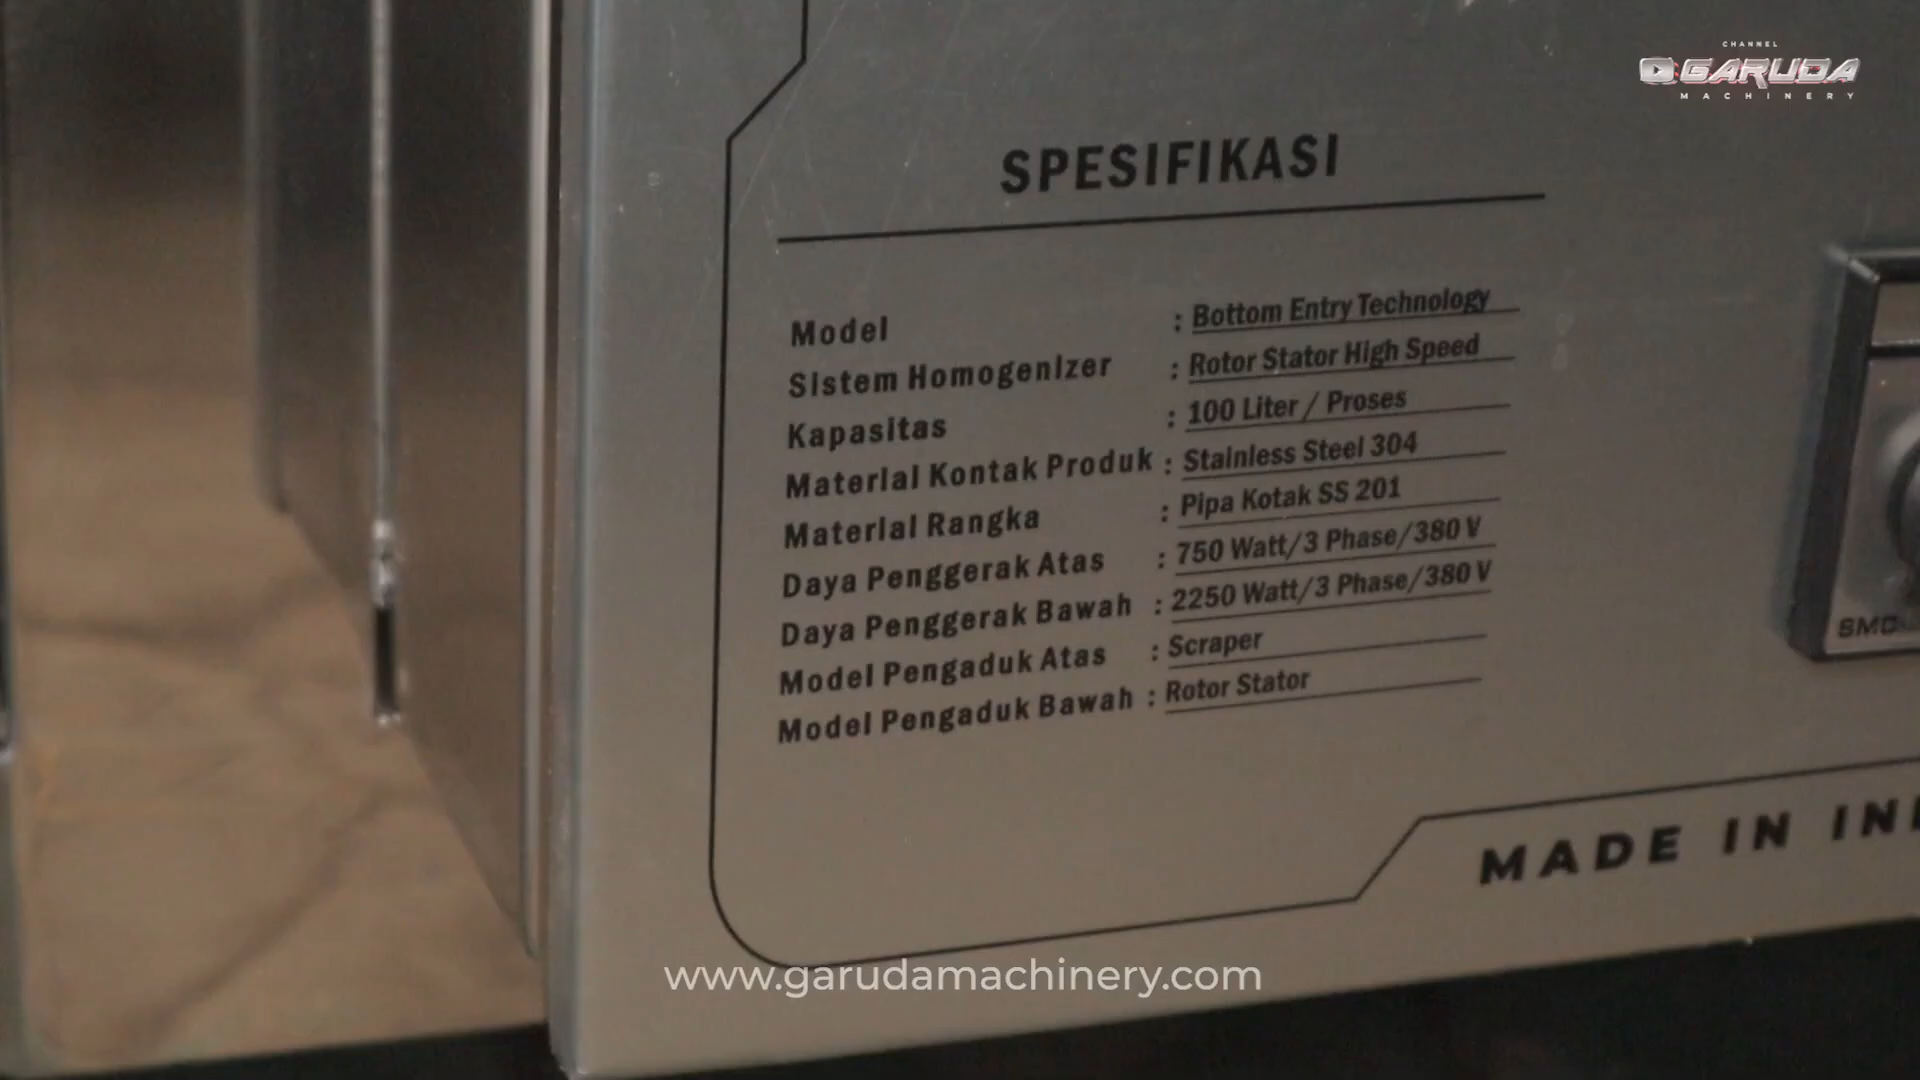 CHANNEL
GARUDA
MACHINERY
SPESIFIKASI
Model : Bottom Entry Technology
Sistem Homogenizer : Rotor Stator High Speed
Kapasitas : 100 Liter / Proses
Material Kontak Produk : Stainless Steel 304
Material Rangka : Pipa Kotak SS 201
Daya Penggerak Atas : 750 Watt/3 Phase/380 V
Daya Penggerak Bawah : 2250 Watt/3 Phase/380 V
Model Pengaduk Atas : Scraper
Model Pengaduk Bawah : Rotor Stator
SMC
MADE IN IN
www.garudamachinery.com